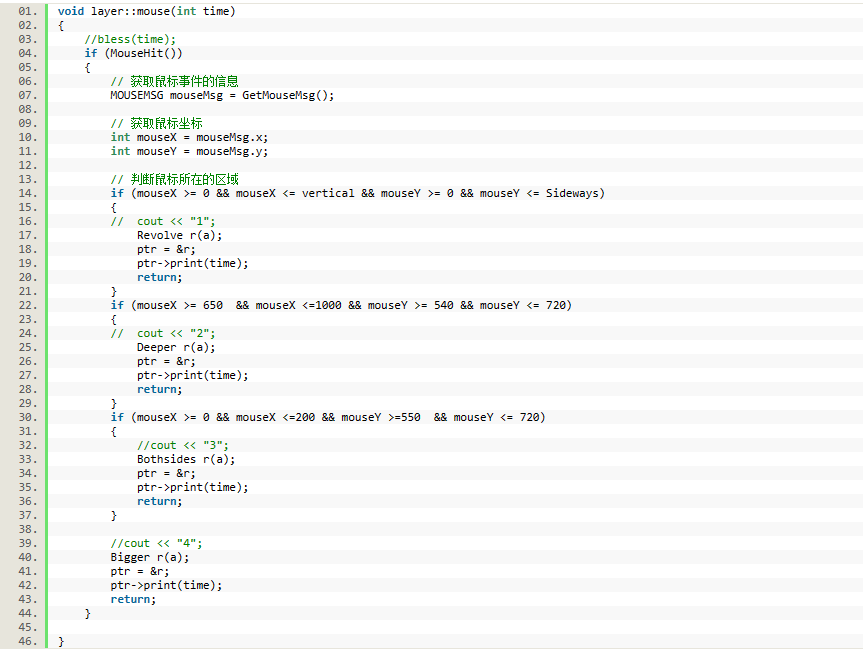 01. void layer::mouse(int time)
02. {
03.     //bless(time);
04.     if (MouseHit())
05.     {
06.         // 获取鼠标事件的信息
07.         MOUSEMSG mouseMsg = GetMouseMsg();
08.
09.         // 获取鼠标坐标
10.         int mouseX = mouseMsg.x;
11.         int mouseY = mouseMsg.y;
12.
13.         // 判断鼠标所在的区域
14.         if (mouseX >= 0 && mouseX <= vertical && mouseY >= 0 && mouseY <= Sideways)
15.         {
16.         //  cout << "1";
17.             Revolve r(a);
18.             ptr = &r;
19.             ptr->print(time);
20.             return;
21.         }
22.         if (mouseX >= 650  && mouseX <=1000 && mouseY >= 540 && mouseY <= 720)
23.         {
24.         //  cout << "2";
25.             Deeper r(a);
26.             ptr = &r;
27.             ptr->print(time);
28.             return;
29.         }
30.         if (mouseX >= 0 && mouseX <=200 && mouseY >=550  && mouseY <= 720)
31.         {
32.             //cout << "3";
33.             Bothsides r(a);
34.             ptr = &r;
35.             ptr->print(time);
36.             return;
37.         }
38.
39.         //cout << "4";
40.         Bigger r(a);
41.         ptr = &r;
42.         ptr->print(time);
43.         return;
44.     }
45.
46. }